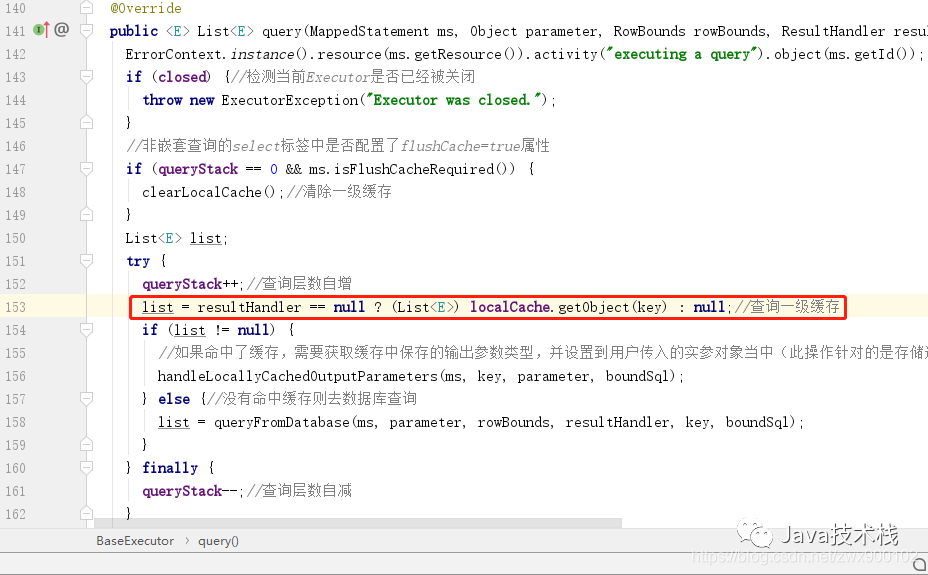 140 @Override
141 @ public <E> List<E> query(MappedStatement ms, Object parameter, RowBounds rowBounds, ResultHandler resul
142 ErrorContext.instance().resource(ms.getResource()).activity("executing a query").object(ms.getId());
143 if (closed) {//检测当前Executor是否已经被关闭
144 throw new ExecutorException("Executor was closed.");
145 }
146 //非嵌套查询的select标签中是否配置了flushCache=true属性
147 if (queryStack == 0 && ms.isFlushCacheRequired()) {
148 clearLocalCache();//清除一级缓存
149 }
150 List<E> list;
151 try {
152 queryStack++;//查询层数自增
153 list = resultHandler == null ? (List<E>) localCache.getObject(key) : null;//查询一级缓存
154 if (list != null) {
155 //如果命中了缓存，需要获取缓存中保存的输出参数类型，并设置到用户传入的实参对象当中（此操作针对的是存储
156 handleLocallyCachedOutputParameters(ms, key, parameter, boundSql);
157 } else {//没有命中缓存则去数据库查询
158 list = queryFromDatabase(ms, parameter, rowBounds, resultHandler, key, boundSql);
159 }
160 } finally {
161 queryStack--;//查询层数自减
162 }
BaseExecutor › query()
Java技术栈
https://blog.csdn.net/zwx900102